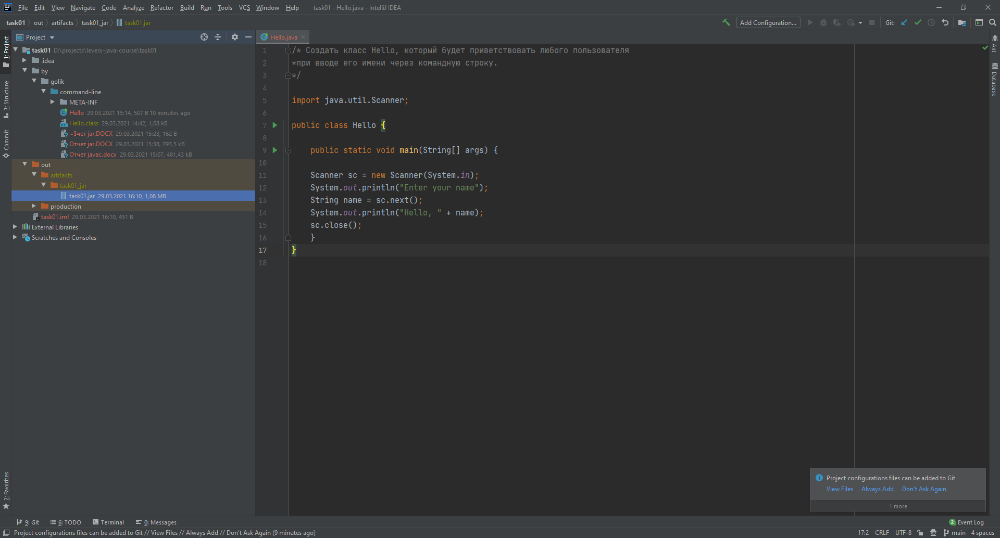 File Edit View Navigate Code Analyze Refactor Build Run Tools VCS Window Help task01 - Hello.java - IntelliJ IDEA
task01 out artifacts task01_jar task01.jar Add Configuration... Git:
Project
Hello.java
1: Project
7: Structure
Commit
2: Favorites
task01 D:\projects\leverx-java-course\task01
.idea
by
golik
command-line
META-INF
Hello 29.03.2021 15:14, 507 B 10 minutes ago
Hello.class 29.03.2021 14:42, 1,08 kB
~$чет jar.DOCX 29.03.2021 15:23, 162 B
Отчет jar.DOCX 29.03.2021 15:38, 793,5 kB
Отчет javac.docx 29.03.2021 15:07, 481,43 kB
out
artifacts
task01_jar
task01.jar 29.03.2021 16:10, 1,08 MB
production
task01.iml 29.03.2021 16:10, 451 B
External Libraries
Scratches and Consoles
1 /* Создать класс Hello, который будет приветствовать любого пользователя
2 *при вводе его имени через командную строку.
3 */
4
5 import java.util.Scanner;
6
7 public class Hello {
8
9 public static void main(String[] args) {
10
11 Scanner sc = new Scanner(System.in);
12 System.out.println("Enter your name");
13 String name = sc.next();
14 System.out.println("Hello, " + name);
15 sc.close();
16 }
17 }
18
Ant
Database
Project configurations files can be added to Git
View Files Always Add Don't Ask Again
1 more
9: Git 6: TODO Terminal 0: Messages 2 Event Log
Project configurations files can be added to Git // View Files // Always Add // Don't Ask Again (9 minutes ago) 17:2 CRLF UTF-8 main 4 spaces